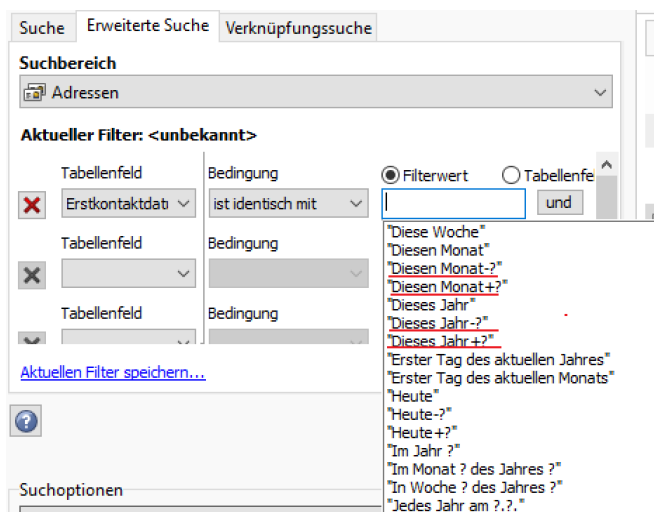 Suche Erweiterte Suche Verknüpfungssuche
Suchbereich
Adressen
Aktueller Filter: <unbekannt>
Tabellenfeld Bedingung Filterwert Tabellenfe
Erstkontaktdatu ist identisch mit und
Tabellenfeld Bedingung
Tabellenfeld Bedingung
Aktuellen Filter speichern...
"Diese Woche"
"Diesen Monat"
"Diesen Monat-?"
"Diesen Monat+?"
"Dieses Jahr"
"Dieses Jahr-?"
"Dieses Jahr+?"
"Erster Tag des aktuellen Jahres"
"Erster Tag des aktuellen Monats"
"Heute"
"Heute-?"
"Heute+?"
"Im Jahr ?"
"Im Monat ? des Jahres ?"
"In Woche ? des Jahres ?"
"Jedes Jahr am ?.?."
Suchoptionen